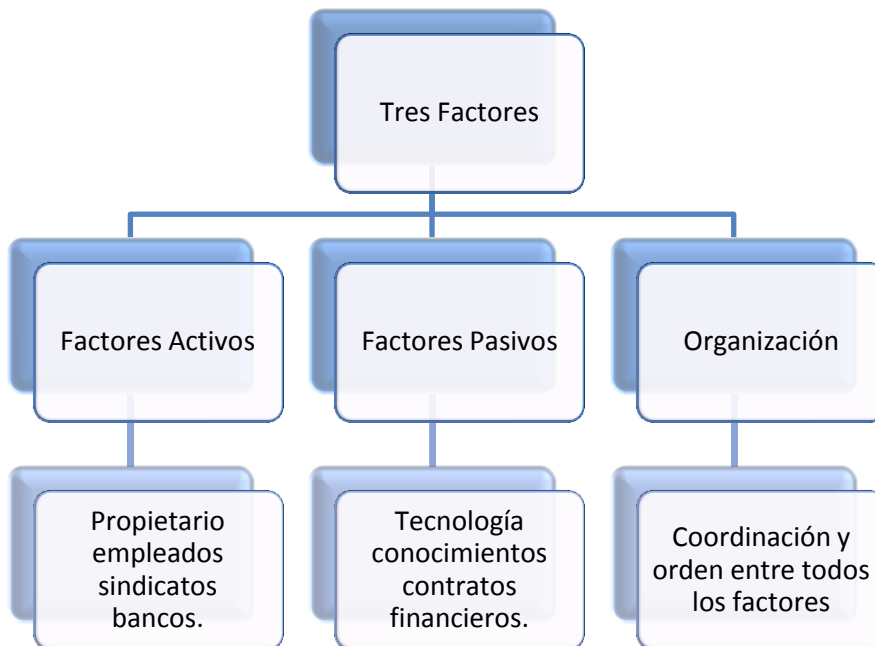 Tres Factores
Factores Activos
Factores Pasivos
Organización
Propietario
empleados
sindicatos
bancos.
Tecnología
conocimientos
contratos
financieros.
Coordinación y
orden entre todos
los factores